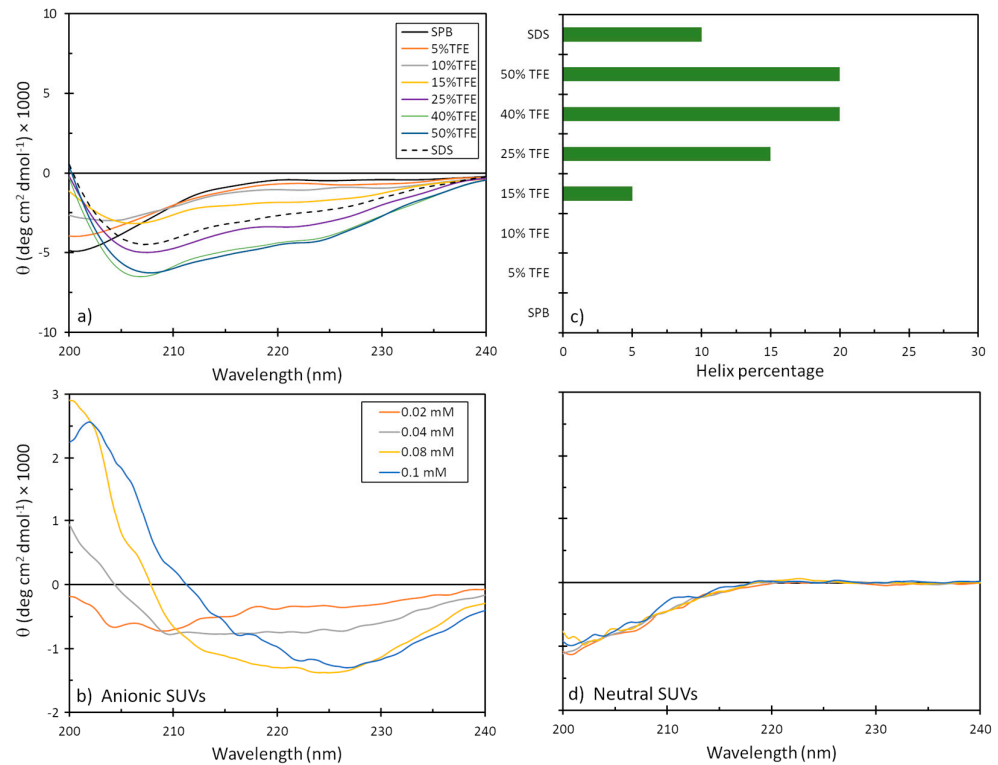 10
5
0
-5
-10
θ (deg cm² dmol⁻¹) × 1000
SPB
5%TFE
10%TFE
15%TFE
25%TFE
40%TFE
50%TFE
SDS
a)
200
210
220
230
240
Wavelength (nm)
SDS
50% TFE
40% TFE
25% TFE
15% TFE
10% TFE
5% TFE
SPB
c)
0
5
10
15
20
25
30
Helix percentage
3
2
1
0
-1
-2
θ (deg cm² dmol⁻¹) × 1000
0.02 mM
0.04 mM
0.08 mM
0.1 mM
b) Anionic SUVs
200
210
220
230
240
Wavelength (nm)
d) Neutral SUVs
200
210
220
230
240
Wavelength (nm)